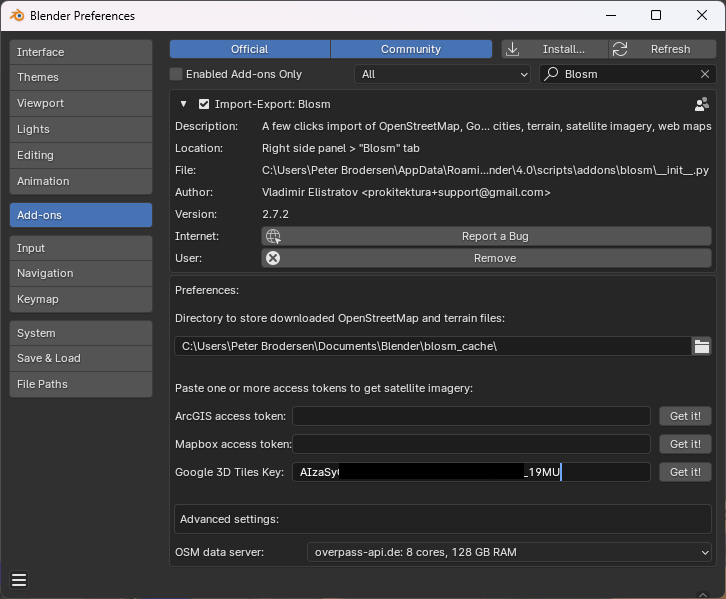 Blender Preferences
Interface
Themes
Viewport
Lights
Editing
Animation
Add-ons
Input
Navigation
Keymap
System
Save & Load
File Paths
Official Community Install... Refresh
Enabled Add-ons Only All Blosm
Import-Export: Blosm
Description: A few clicks import of OpenStreetMap, Go... cities, terrain, satellite imagery, web maps
Location: Right side panel > "Blosm" tab
File: C:\Users\Peter Brodersen\AppData\Roami...nder\4.0\scripts\addons\blosm\__init__.py
Author: Vladimir Elistratov <prokitektura+support@gmail.com>
Version: 2.7.2
Internet: Report a Bug
User: Remove
Preferences:
Directory to store downloaded OpenStreetMap and terrain files:
C:\Users\Peter Brodersen\Documents\Blender\blosm_cache\
Paste one or more access tokens to get satellite imagery:
ArcGIS access token: Get it!
Mapbox access token: Get it!
Google 3D Tiles Key: AIzaSy _19MU Get it!
Advanced settings:
OSM data server: overpass-api.de: 8 cores, 128 GB RAM